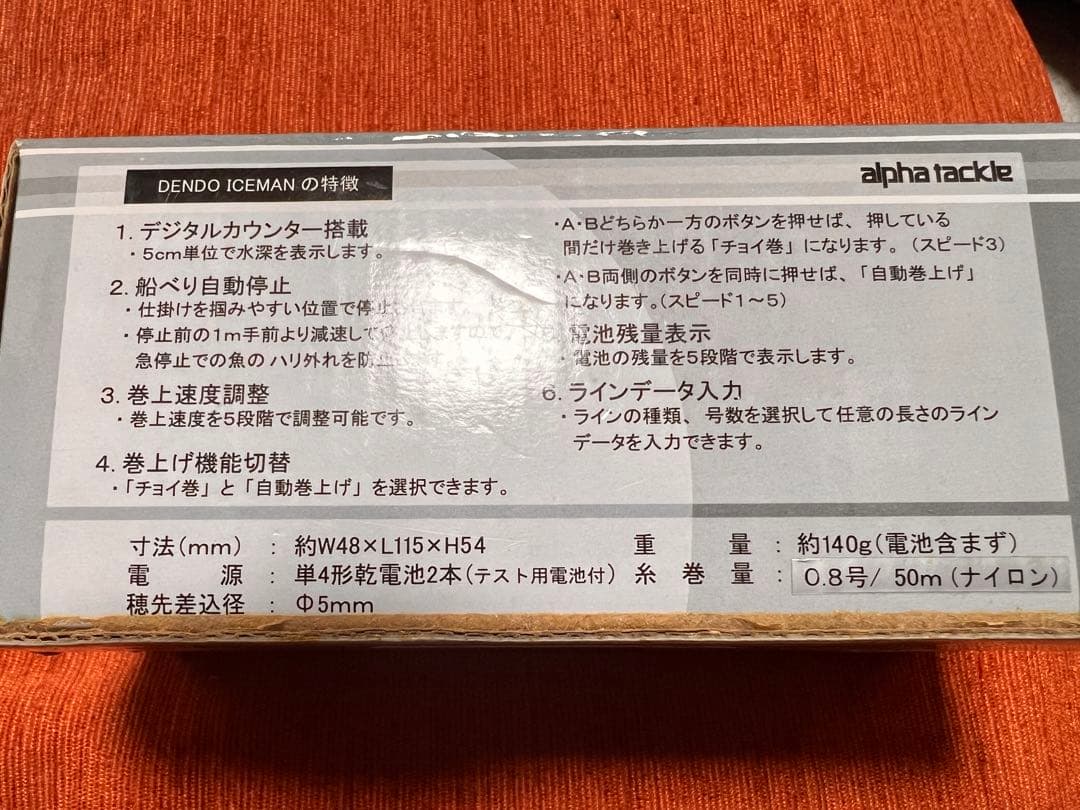 DENDO ICEMAN の特徴
alpha tackle
1. デジタルカウンター搭載
・5cm単位で水深を表示します。
2. 船べり自動停止
・仕掛けを掴みやすい位置で停止
・停止前の1m手前より減速して
急停止での魚のハリ外れを防
3. 巻上速度調整
・巻上速度を5段階で調整可能です。
4. 巻上げ機能切替
・「チョイ巻」と「自動巻上げ」を選択できます。
・A・Bどちらか一方のボタンを押せば、押している
間だけ巻き上げる「チョイ巻」になります。(スピード3)
・A・B両側のボタンを同時に押せば、「自動巻上げ」
になります。(スピード1~5)
電池残量表示
・電池の残量を5段階で表示します。
6. ラインデータ入力
・ラインの種類、号数を選択して任意の長さのライン
データを入力できます。
寸法(mm) : 約W48×L115×H54
電源 : 単4形乾電池2本(テスト用電池付)
穂先差込径 : Φ5mm
重量 : 約140g(電池含まず)
糸巻量 : 0.8号/ 50m (ナイロン)